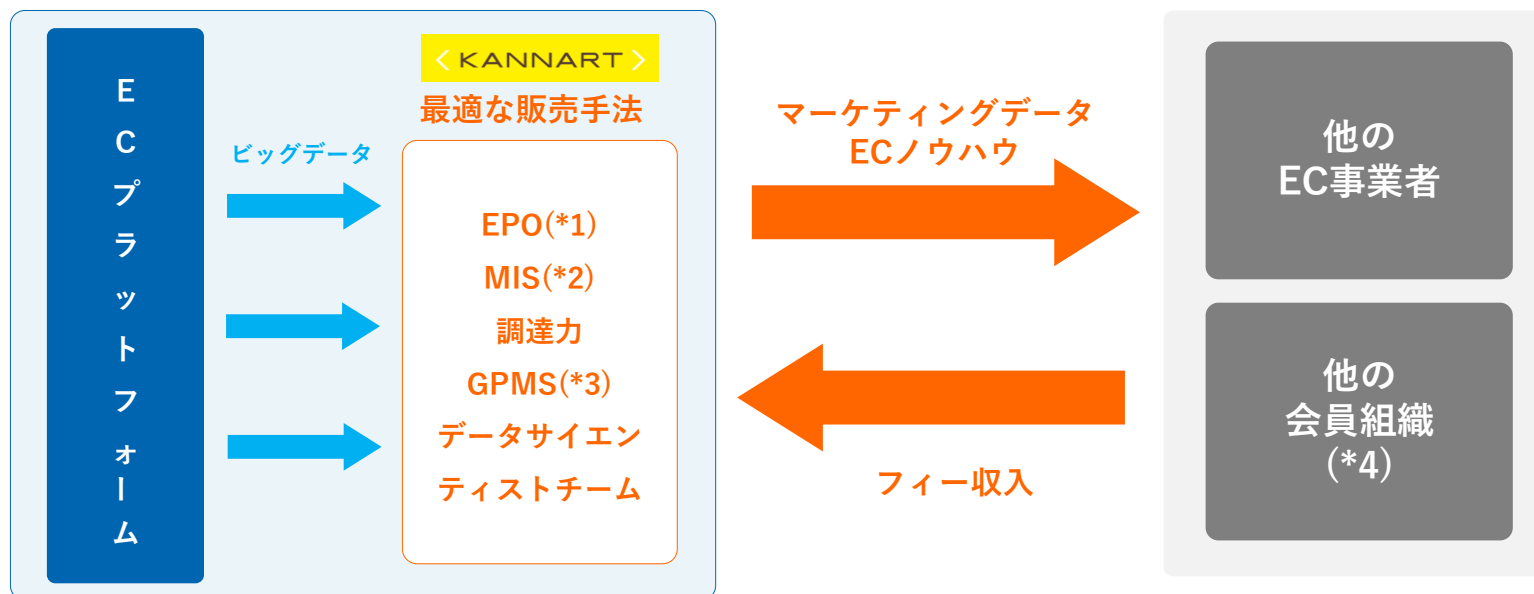 ECプラットフォーム
ビッグデータ
< KANNART >
最適な販売手法
EPO(*1)
MIS(*2)
調達力
GPMS(*3)
データサイエン
ティストチーム
マーケティングデータ
ECノウハウ
フィー収入
他の
EC事業者
他の
会員組織
(*4)